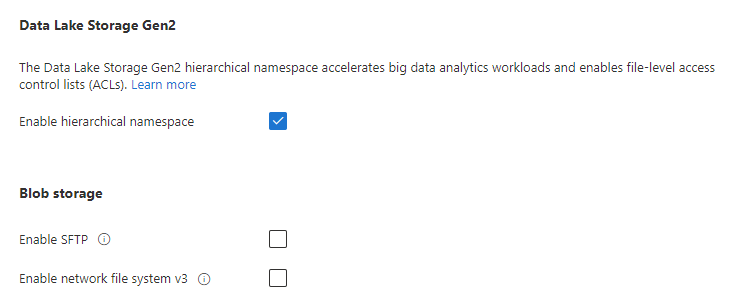 Data Lake Storage Gen2
The Data Lake Storage Gen2 hierarchical namespace accelerates big data analytics workloads and enables file-level access
control lists (ACLs). Learn more
Enable hierarchical namespace
Blob storage
Enable SFTP
Enable network file system v3